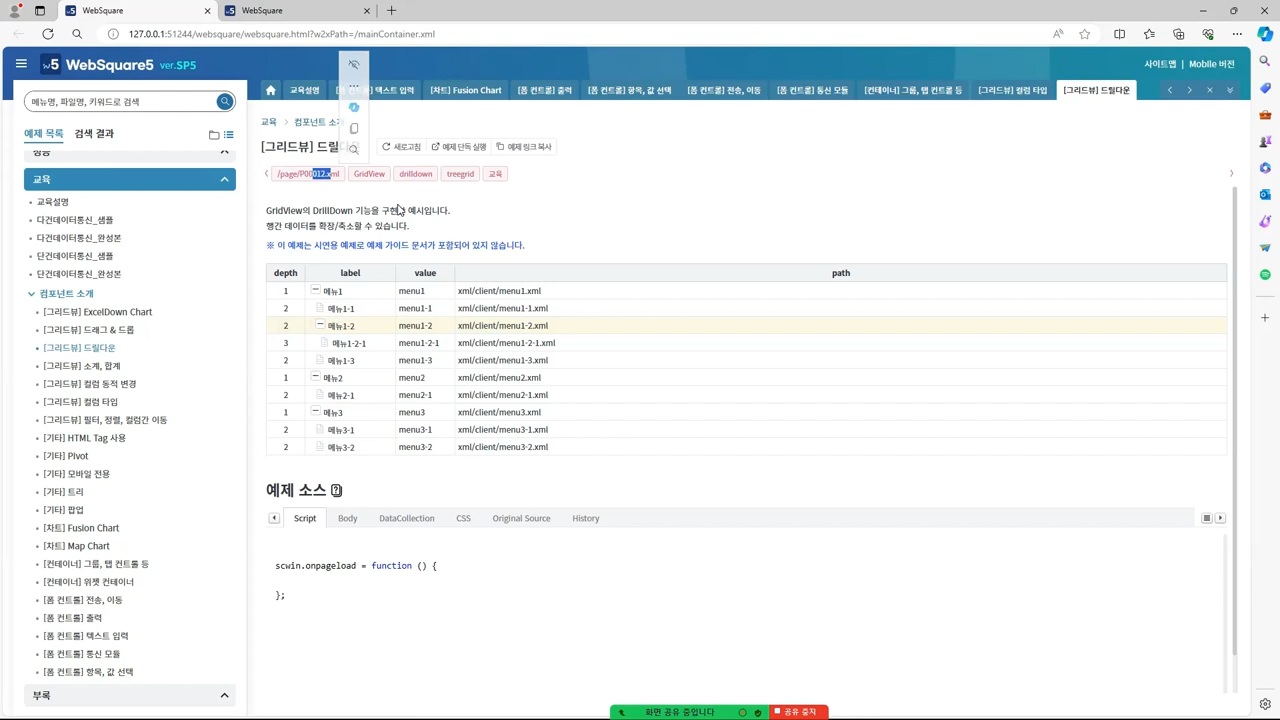 WebSquare
WebSquare
127.0.0.1:51244/websquare/websquare.html?w2xPath=/mainContainer.xml
w5 WebSquare5 ver.SP5
사이트맵 | Mobile 버전
교육설명
텍스트 입력
[차트] Fusion Chart
[폼 컨트롤] 출력
[폼 컨트롤] 항목, 값 선택
[폼 컨트롤] 전송, 이동
[폼 컨트롤] 통신 모듈
[컨테이너] 그룹, 탭 컨트롤 등
[그리드뷰] 컬럼 타입
[그리드뷰] 드릴다운
메뉴명, 파일명, 키워드로 검색
예제 목록 검색 결과
교육
교육설명
다건데이터통신_샘플
다건데이터통신_완성본
단건데이터통신_샘플
단건데이터통신_완성본
컴포넌트 소개
[그리드뷰] ExcelDown Chart
[그리드뷰] 드래그 & 드롭
[그리드뷰] 드릴다운
[그리드뷰] 소계, 합계
[그리드뷰] 컬럼 동적 변경
[그리드뷰] 컬럼 타입
[그리드뷰] 필터, 정렬, 컬럼간 이동
[기타] HTML Tag 사용
[기타] Pivot
[기타] 모바일 전용
[기타] 트리
[기타] 팝업
[차트] Fusion Chart
[차트] Map Chart
[컨테이너] 그룹, 탭 컨트롤 등
[컨테이너] 위젯 컨테이너
[폼 컨트롤] 전송, 이동
[폼 컨트롤] 출력
[폼 컨트롤] 텍스트 입력
[폼 컨트롤] 통신 모듈
[폼 컨트롤] 항목, 값 선택
부록
교육 > 컴포넌트 소
[그리드뷰] 드릴
새로고침 예제 단독 실행 예제 링크 복사
/page/P00012.xml GridView drilldown treegrid 교육
GridView의 DrillDown 기능을 구현 예시입니다.
행간 데이터를 확장/축소할 수 있습니다.
※ 이 예제는 시연용 예제로 예제 가이드 문서가 포함되어 있지 않습니다.
depth label value path
1 메뉴1 menu1 xml/client/menu1.xml
2 메뉴1-1 menu1-1 xml/client/menu1-1.xml
2 메뉴1-2 menu1-2 xml/client/menu1-2.xml
3 메뉴1-2-1 menu1-2-1 xml/client/menu1-2-1.xml
2 메뉴1-3 menu1-3 xml/client/menu1-3.xml
1 메뉴2 menu2 xml/client/menu2.xml
2 메뉴2-1 menu2-1 xml/client/menu2-1.xml
1 메뉴3 menu3 xml/client/menu3.xml
2 메뉴3-1 menu3-1 xml/client/menu3-1.xml
2 메뉴3-2 menu3-2 xml/client/menu3-2.xml
예제 소스
Script Body DataCollection CSS Original Source History
scwin.onpageload = function () {
};
화면 공유 중입니다 공유 중지